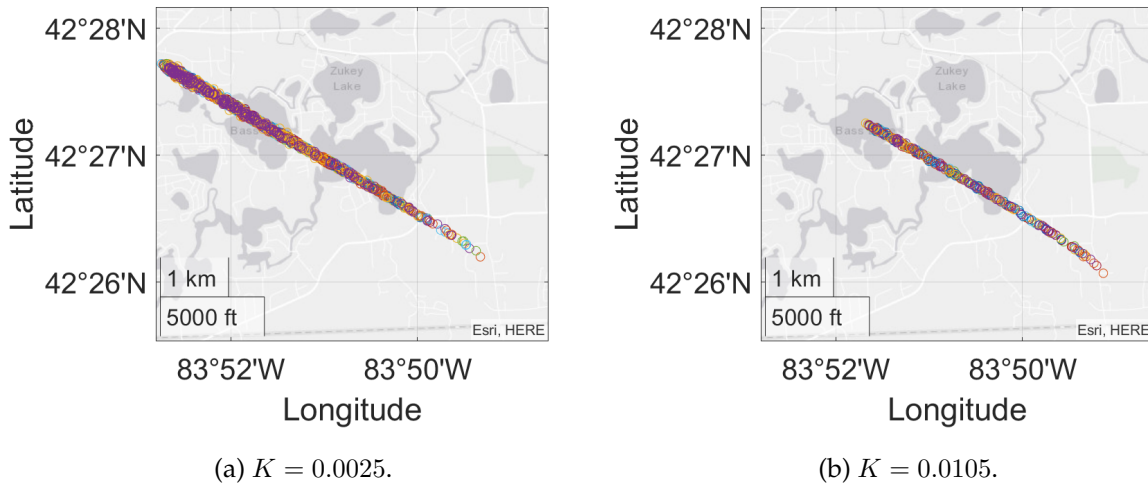 42°28'N
42°27'N
42°26'N
Latitude
Zukey
Lake
Bass
1 km
5000 ft
Esri, HERE
83°52'W 83°50'W
Longitude
(a) K = 0.0025.
42°28'N
42°27'N
42°26'N
Latitude
Zukey
Lake
Bass
1 km
5000 ft
Esri, HERE
83°52'W 83°50'W
Longitude
(b) K = 0.0105.